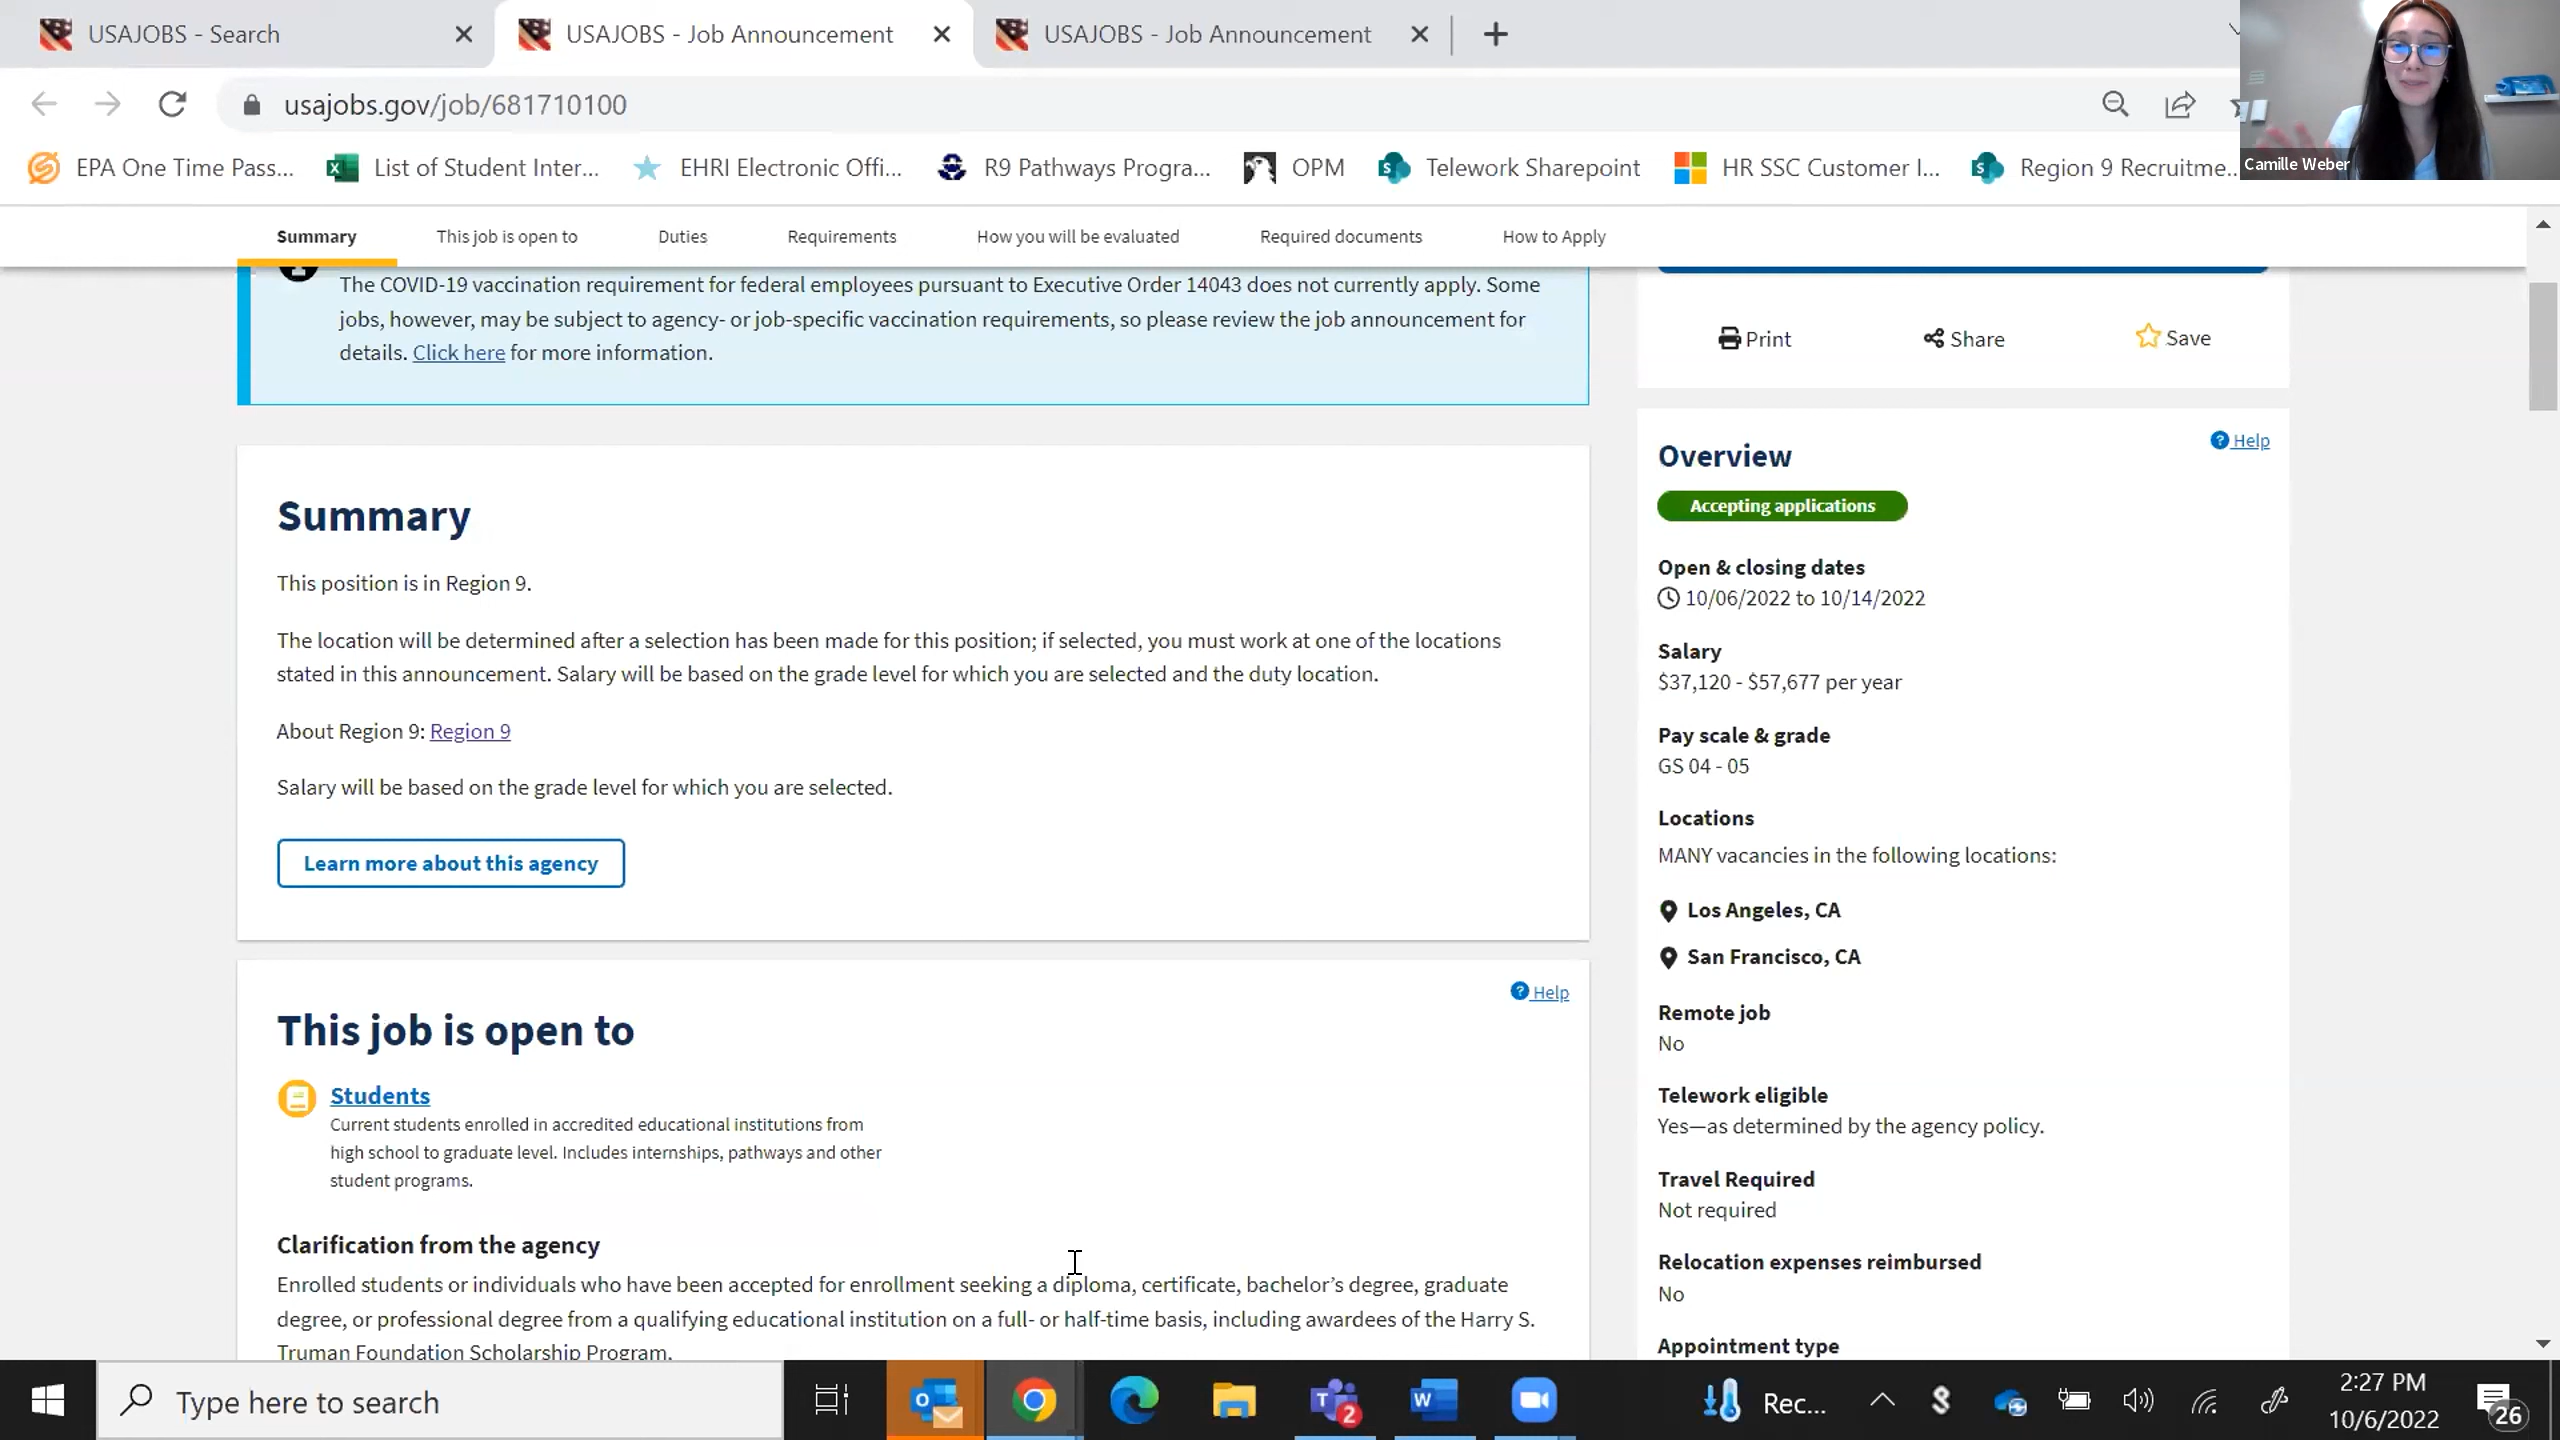 USAJOBS - Search
USAJOBS - Job Announcement
USAJOBS - Job Announcement
usajobs.gov/job/681710100
EPA One Time Pass...
List of Student Inter...
EHRI Electronic Offi...
R9 Pathways Progra...
OPM
Telework Sharepoint
HR SSC Customer I...
Region 9 Recruitme...
Camille Weber
Summary
This job is open to
Duties
Requirements
How you will be evaluated
Required documents
How to Apply
The COVID-19 vaccination requirement for federal employees pursuant to Executive Order 14043 does not currently apply. Some
jobs, however, may be subject to agency- or job-specific vaccination requirements, so please review the job announcement for
details. Click here for more information.
Print
Share
Save
Summary
This position is in Region 9.
The location will be determined after a selection has been made for this position; if selected, you must work at one of the locations
stated in this announcement. Salary will be based on the grade level for which you are selected and the duty location.
About Region 9: Region 9
Salary will be based on the grade level for which you are selected.
Learn more about this agency
Help
This job is open to
Students
Current students enrolled in accredited educational institutions from
high school to graduate level. Includes internships, pathways and other
student programs.
Clarification from the agency
Enrolled students or individuals who have been accepted for enrollment seeking a diploma, certificate, bachelor's degree, graduate
degree, or professional degree from a qualifying educational institution on a full- or half-time basis, including awardees of the Harry S.
Truman Foundation Scholarship Program.
Help
Overview
Accepting applications
Open & closing dates
10/06/2022 to 10/14/2022
Salary
$37,120 - $57,677 per year
Pay scale & grade
GS 04 - 05
Locations
MANY vacancies in the following locations:
Los Angeles, CA
San Francisco, CA
Remote job
No
Telework eligible
Yes—as determined by the agency policy.
Travel Required
Not required
Relocation expenses reimbursed
No
Appointment type
Type here to search
2
Rec...
2:27 PM
10/6/2022
26